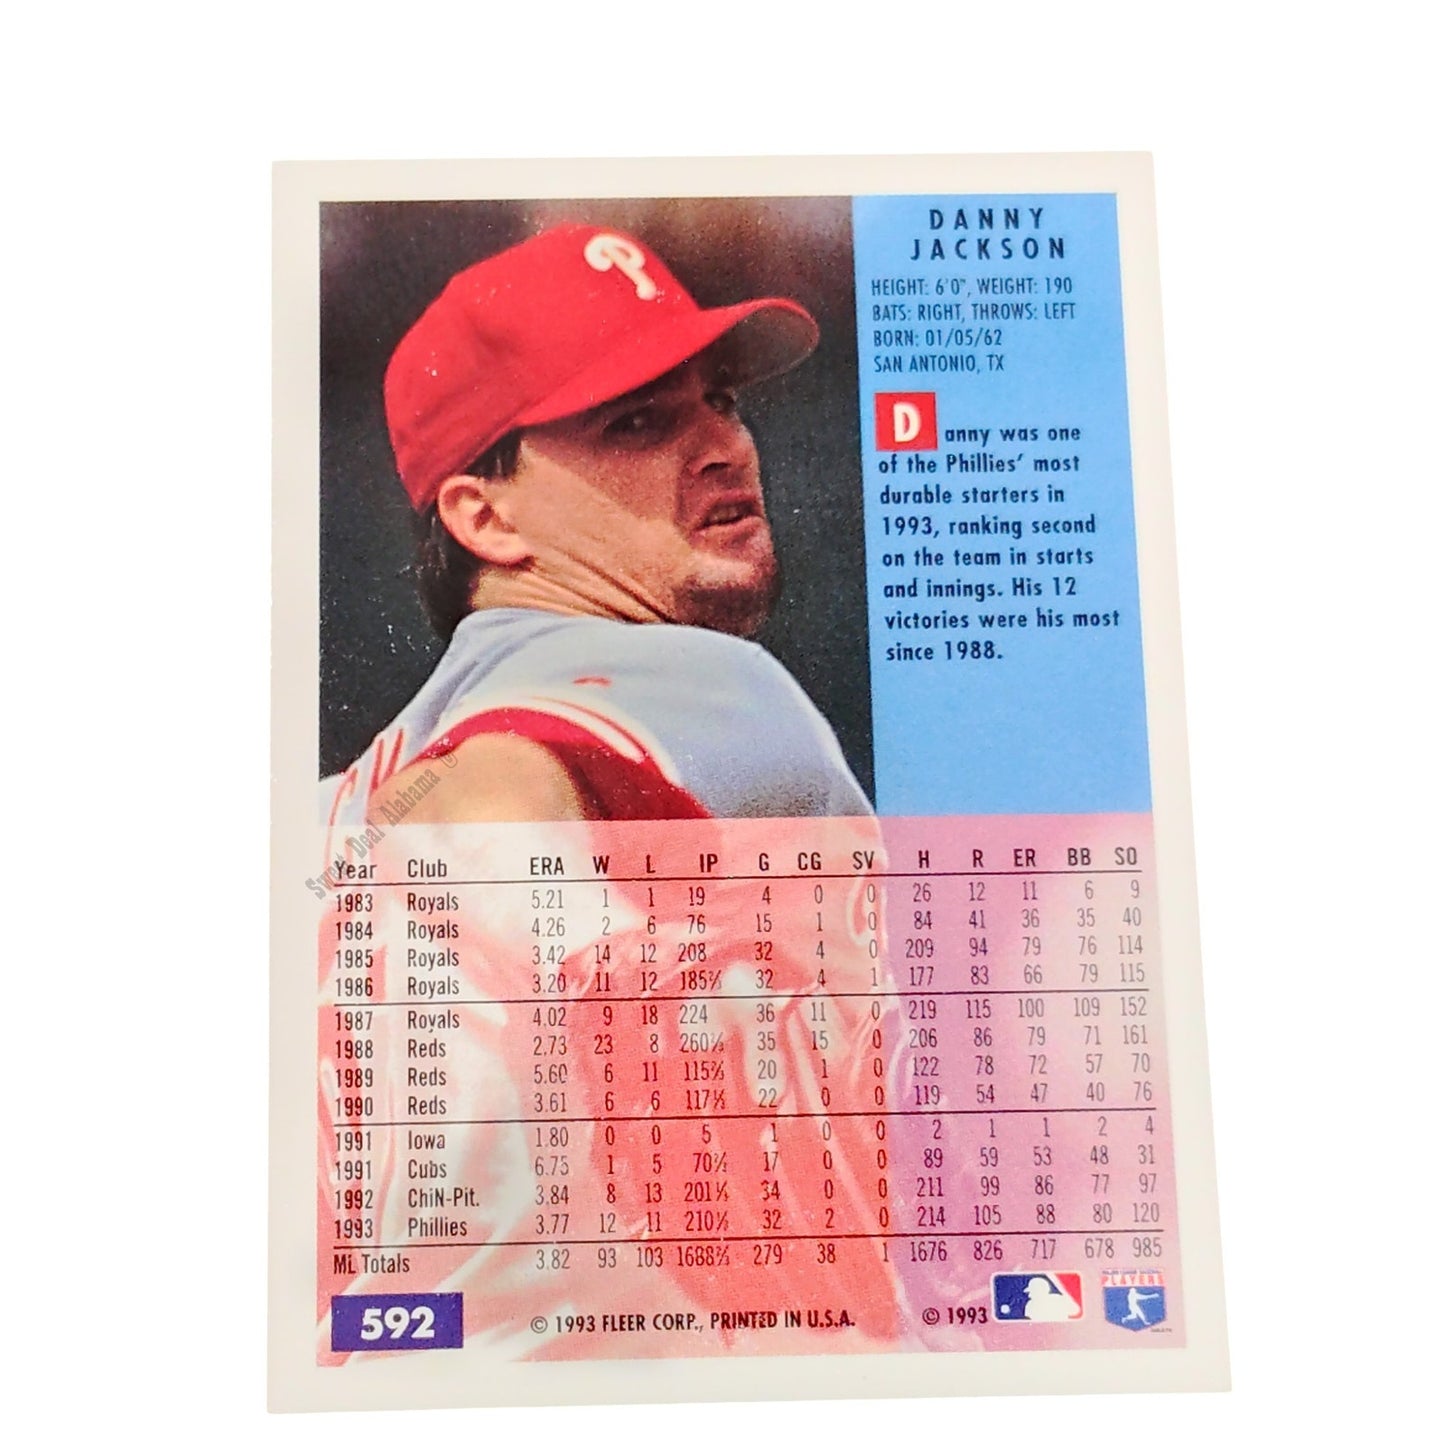 DANNY
JACKSON
HEIGHT: 6'0", WEIGHT: 190
BATS: RIGHT, THROWS: LEFT
BORN: 01/05/62
SAN ANTONIO, TX
Danny was one
of the Phillies' most
durable starters in
1993, ranking second
on the team in starts
and innings. His 12
victories were his most
since 1988.
P
Sweet Deal Alabama ©
Year Club ERA W L IP G CG SV H R ER BB SO
1983 Royals 5.21 1 1 19 4 0 0 26 12 11 6 9
1984 Royals 4.26 2 6 76 15 1 0 84 41 36 35 40
1985 Royals 3.42 14 12 208 32 4 0 209 94 79 76 114
1986 Royals 3.20 11 12 185⅔ 32 4 1 177 83 66 79 115
1987 Royals 4.02 9 18 224 36 11 0 219 115 100 109 152
1988 Reds 2.73 23 8 260⅔ 35 15 0 206 86 79 71 161
1989 Reds 5.60 6 11 115⅔ 20 1 0 122 78 72 57 70
1990 Reds 3.61 6 6 117⅓ 22 0 0 119 54 47 40 76
1991 Iowa 1.80 0 0 5 1 0 0 2 1 1 2 4
1991 Cubs 6.75 1 5 70⅔ 17 0 0 89 59 53 48 31
1992 ChiN-Pit. 3.84 8 13 201⅓ 34 0 0 211 99 86 77 97
1993 Phillies 3.77 12 11 210⅓ 32 2 0 214 105 88 80 120
ML Totals 3.82 93 103 1688⅔ 279 38 1 1676 826 717 678 985
592
© 1993 FLEER CORP., PRINTED IN U.S.A.
© 1993
PLAYERS